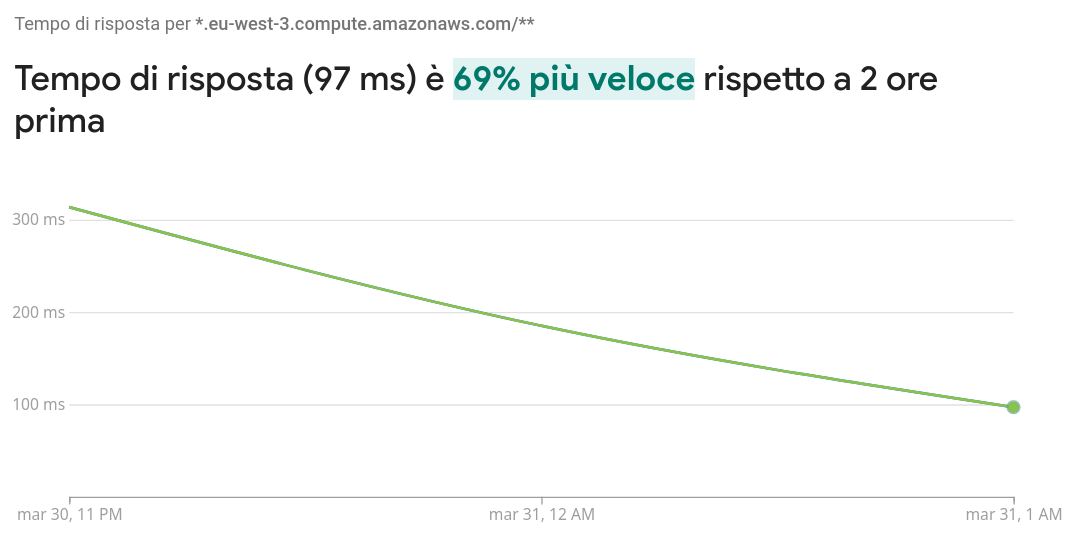 Tempo di risposta per *.eu-west-3.compute.amazonaws.com/**
Tempo di risposta (97 ms) è 69% più veloce rispetto a 2 ore
prima
300 ms
200 ms
100 ms
mar 30, 11 PM
mar 31, 12 AM
mar 31, 1 AM